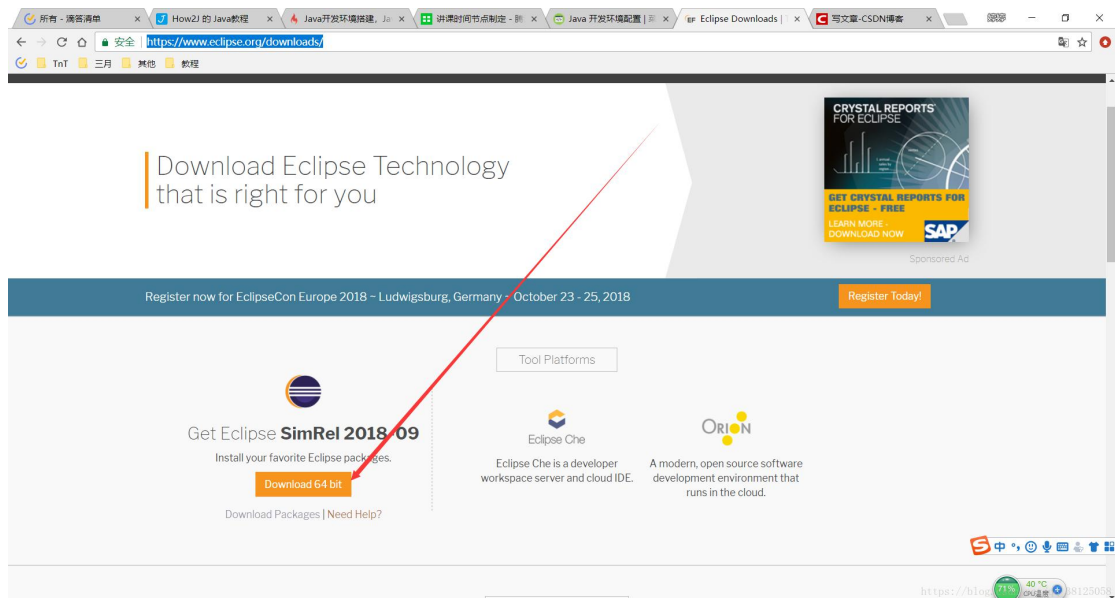 所有 - 滴答清单
How2J 的 Java教程
Java开发环境搭建, Ja
讲课时间节点制定 - 腾
Java 开发环境配置 | 菜
Eclipse Downloads |
写文章-CSDN博客
安全 | https://www.eclipse.org/downloads/
TnT
三月
其他
教程
Download Eclipse Technology
that is right for you
CRYSTAL REPORTS
FOR ECLIPSE
GET CRYSTAL REPORTS FOR
ECLIPSE - FREE
LEARN MORE -
DOWNLOAD NOW
SAP
Sponsored Ad
Register now for EclipseCon Europe 2018 ~ Ludwigsburg, Germany ~ October 23 - 25, 2018
Register Today!
Tool Platforms
Get Eclipse SimRel 2018-09
Install your favorite Eclipse packages.
Download 64 bit
Download Packages | Need Help?
Eclipse Che
Eclipse Che is a developer
workspace server and cloud IDE.
ORION
A modern, open source software
development environment that
runs in the cloud.
中
71%
40 °C
CPU温度
https://blog
38125058